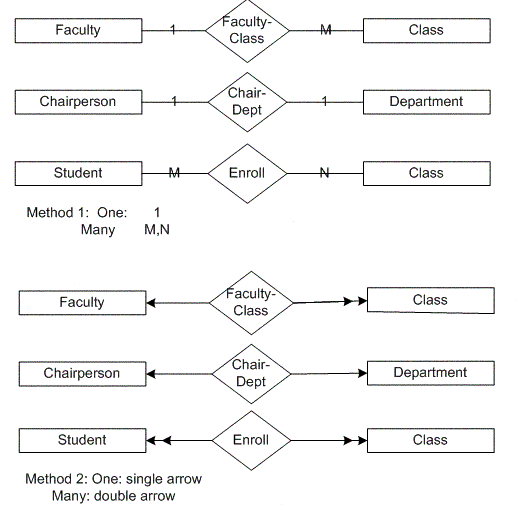 Faculty 1 Faculty- M Class
Class
Chairperson 1 Chair- 1 Department
Dept
Student M Enroll N Class
Method 1: One: 1
Many M,N
Faculty Faculty- Class
Class
Chairperson Chair- Department
Dept
Student Enroll Class
Method 2: One: single arrow
Many: double arrow